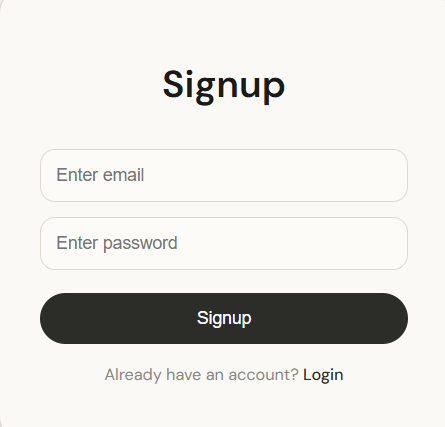 Signup
Enter email
Enter password
Signup
Already have an account? Login